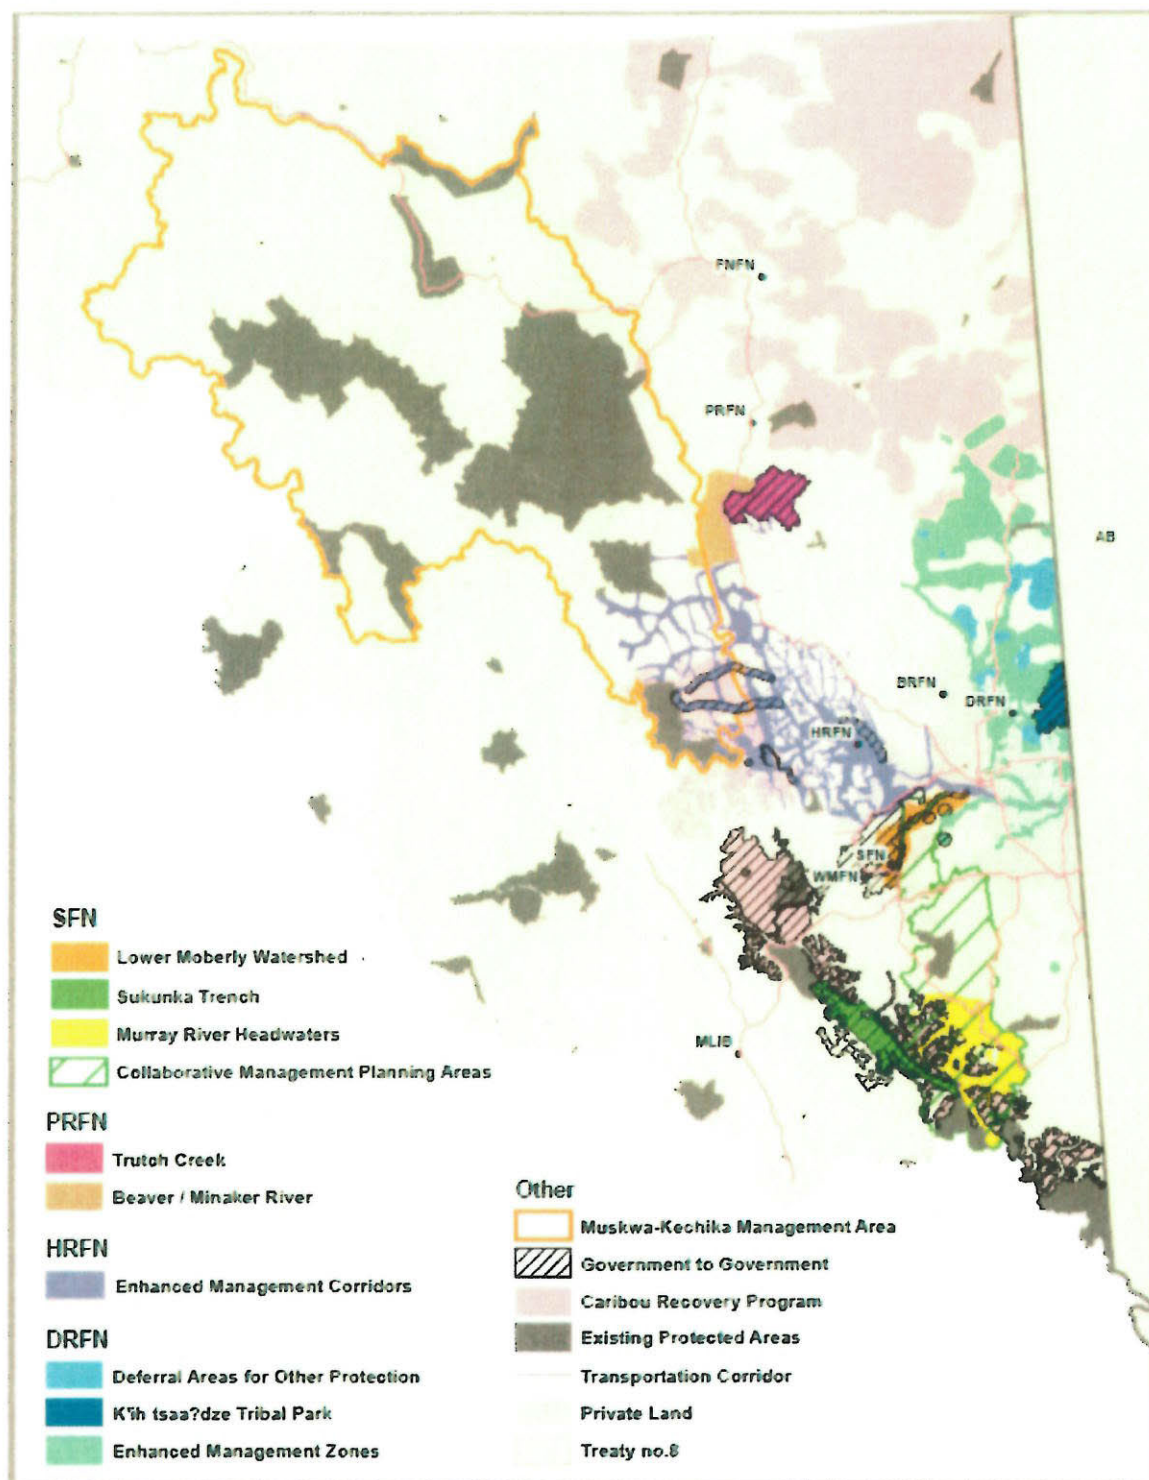 FNFN
PRFN
AB
BRFN
DRFN
HRFN
SFN
WMFN
MLIB
SFN
Lower Moberly Watershed
Sukunka Trench
Murray River Headwaters
Collaborative Management Planning Areas
PRFN
Trutch Creek
Beaver / Minaker River
HRFN
Enhanced Management Corridors
DRFN
Deferral Areas for Other Protection
K'ih tsaa?dze Tribal Park
Enhanced Management Zones
Other
Muskwa-Kechika Management Area
Government to Government
Caribou Recovery Program
Existing Protected Areas
Transportation Corridor
Private Land
Treaty no.8